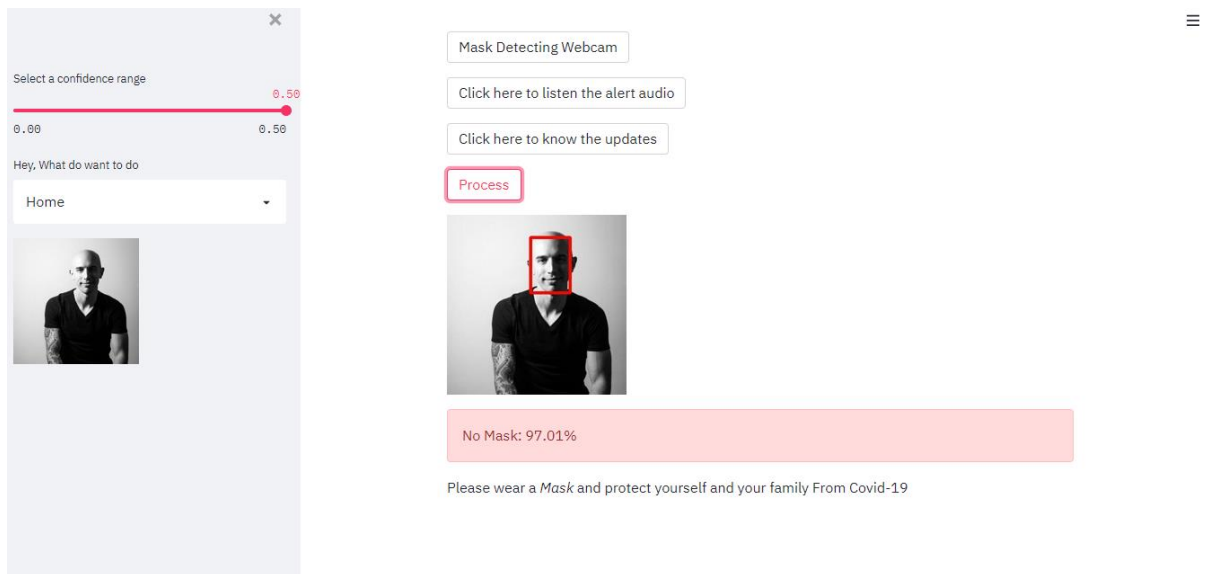 Select a confidence range
0.50
0.00 0.50
Hey, What do want to do
Home
Mask Detecting Webcam
Click here to listen the alert audio
Click here to know the updates
Process
No Mask: 97.01%
Please wear a Mask and protect yourself and your family From Covid-19